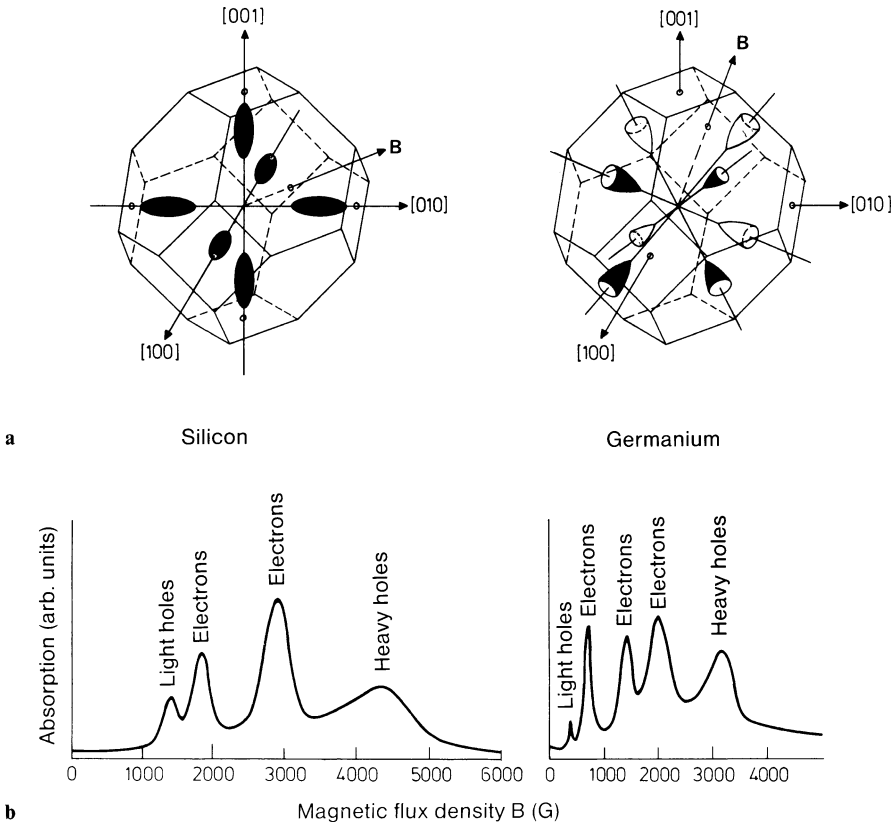 [001]
[001]
B
B
[010]
[010]
[100]
[100]
a
Silicon
Germanium
Absorption (arb. units)
Light holes
Electrons
Electrons
Heavy holes
Light holes
Electrons
Electrons
Electrons
Heavy holes
0 1000 2000 3000 4000 5000 6000
0 1000 2000 3000 4000
b
Magnetic flux density B (G)